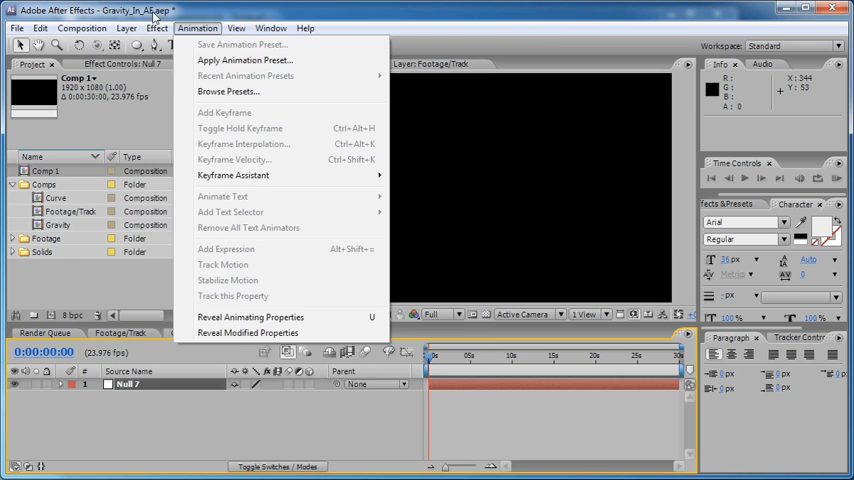 Adobe After Effects - Gravity_In_AE.aep *
File Edit Composition Layer Effect Animation View Window Help
Workspace: Standard
Project × Effect Controls: Null 7
Layer: Footage/Track
Info × Audio
Comp 1
1920 x 1080 (1.00)
Δ 0:00:30:00, 23.976 fps
R :
G :
B :
A : 0
X : 344
Y : 53
Name Type
Comp 1 Composition
Comps Folder
Curve Composition
Footage/Track Composition
Gravity Composition
Footage Folder
Solids Folder
8 bpc
Save Animation Preset...
Apply Animation Preset...
Recent Animation Presets
Browse Presets...
Add Keyframe
Toggle Hold Keyframe Ctrl+Alt+H
Keyframe Interpolation... Ctrl+Alt+K
Keyframe Velocity... Ctrl+Shift+K
Keyframe Assistant
Animate Text
Add Text Selector
Remove All Text Animators
Add Expression Alt+Shift+=
Track Motion
Stabilize Motion
Track this Property
Reveal Animating Properties U
Reveal Modified Properties
Full Active Camera 1 View
Time Controls ×
ffects&Presets Character ×
Arial
Regular
36 px Auto
Metrics 0
- px
100 % 100 %
Paragraph × Tracker Contr
0 px 0 px 0 px
0 px 0 px
Render Queue Footage/Track
0:00:00:00 (23.976 fps)
0s 05s 10s 15s 20s 25s 30s
# Source Name Parent
1 Null 7 None
Toggle Switches / Modes